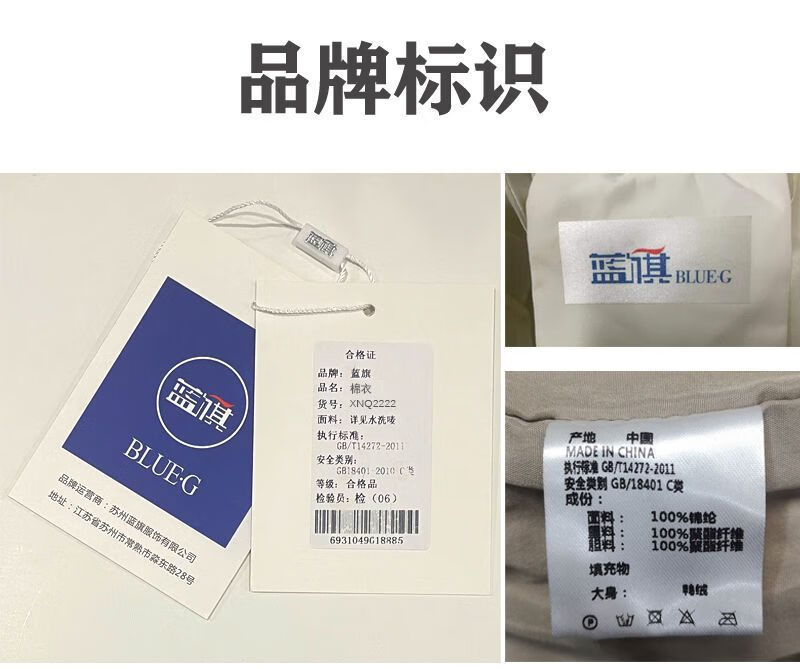 品牌标识
蓝旗
蓝旗
BLUE·G
品牌运营商：苏州蓝旗服饰有限公司
地址：江苏省苏州市常熟市淼东路28号
合格证
品牌：蓝旗
品名：棉衣
货号：XNQ2222
面料：详见水洗唛
执行标准：
GB/T14272-2011
安全类别：
GB18401-2010 C类
等级：合格品
检验员：检（06）
6931049618885
蓝旗 BLUE·G
产地 中國
MADE IN CHINA
执行标准 GB/T14272-2011
安全类别 GB/18401 C类
成份：
面料： 100%锦纶
里料： 100%聚酯纤维
胆料： 100%聚酯纤维
填充物
大身： 鸭绒